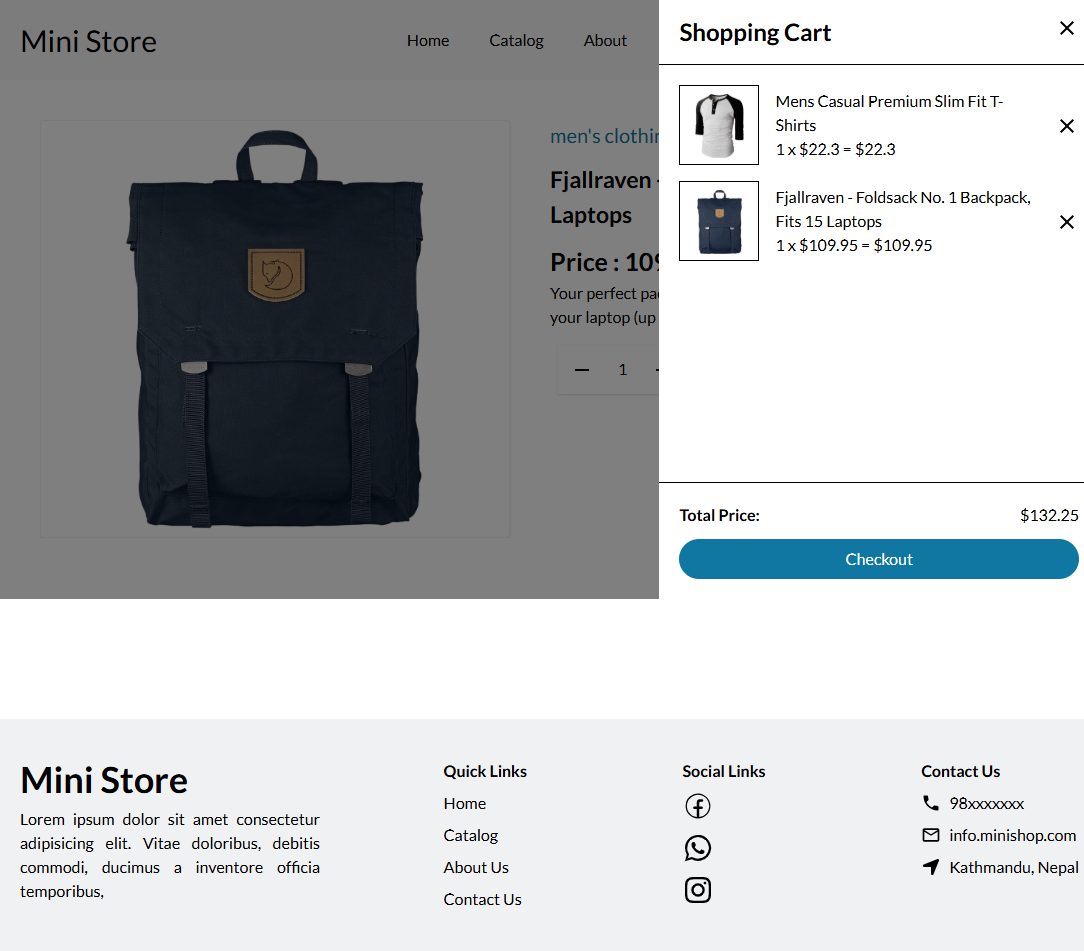 Mini Store
Home
Catalog
About
men's clothin
Fjallraven -
Laptops
Price : 109
Your perfect pa
your laptop (up
1
Shopping Cart
Mens Casual Premium Slim Fit T-
Shirts
1 x $22.3 = $22.3
Fjallraven - Foldsack No. 1 Backpack,
Fits 15 Laptops
1 x $109.95 = $109.95
Total Price:
$132.25
Checkout
Mini Store
Lorem ipsum dolor sit amet consectetur
adipisicing elit. Vitae doloribus, debitis
commodi, ducimus a inventore officia
temporibus,
Quick Links
Home
Catalog
About Us
Contact Us
Social Links
Contact Us
98xxxxxxx
info.minishop.com
Kathmandu, Nepal